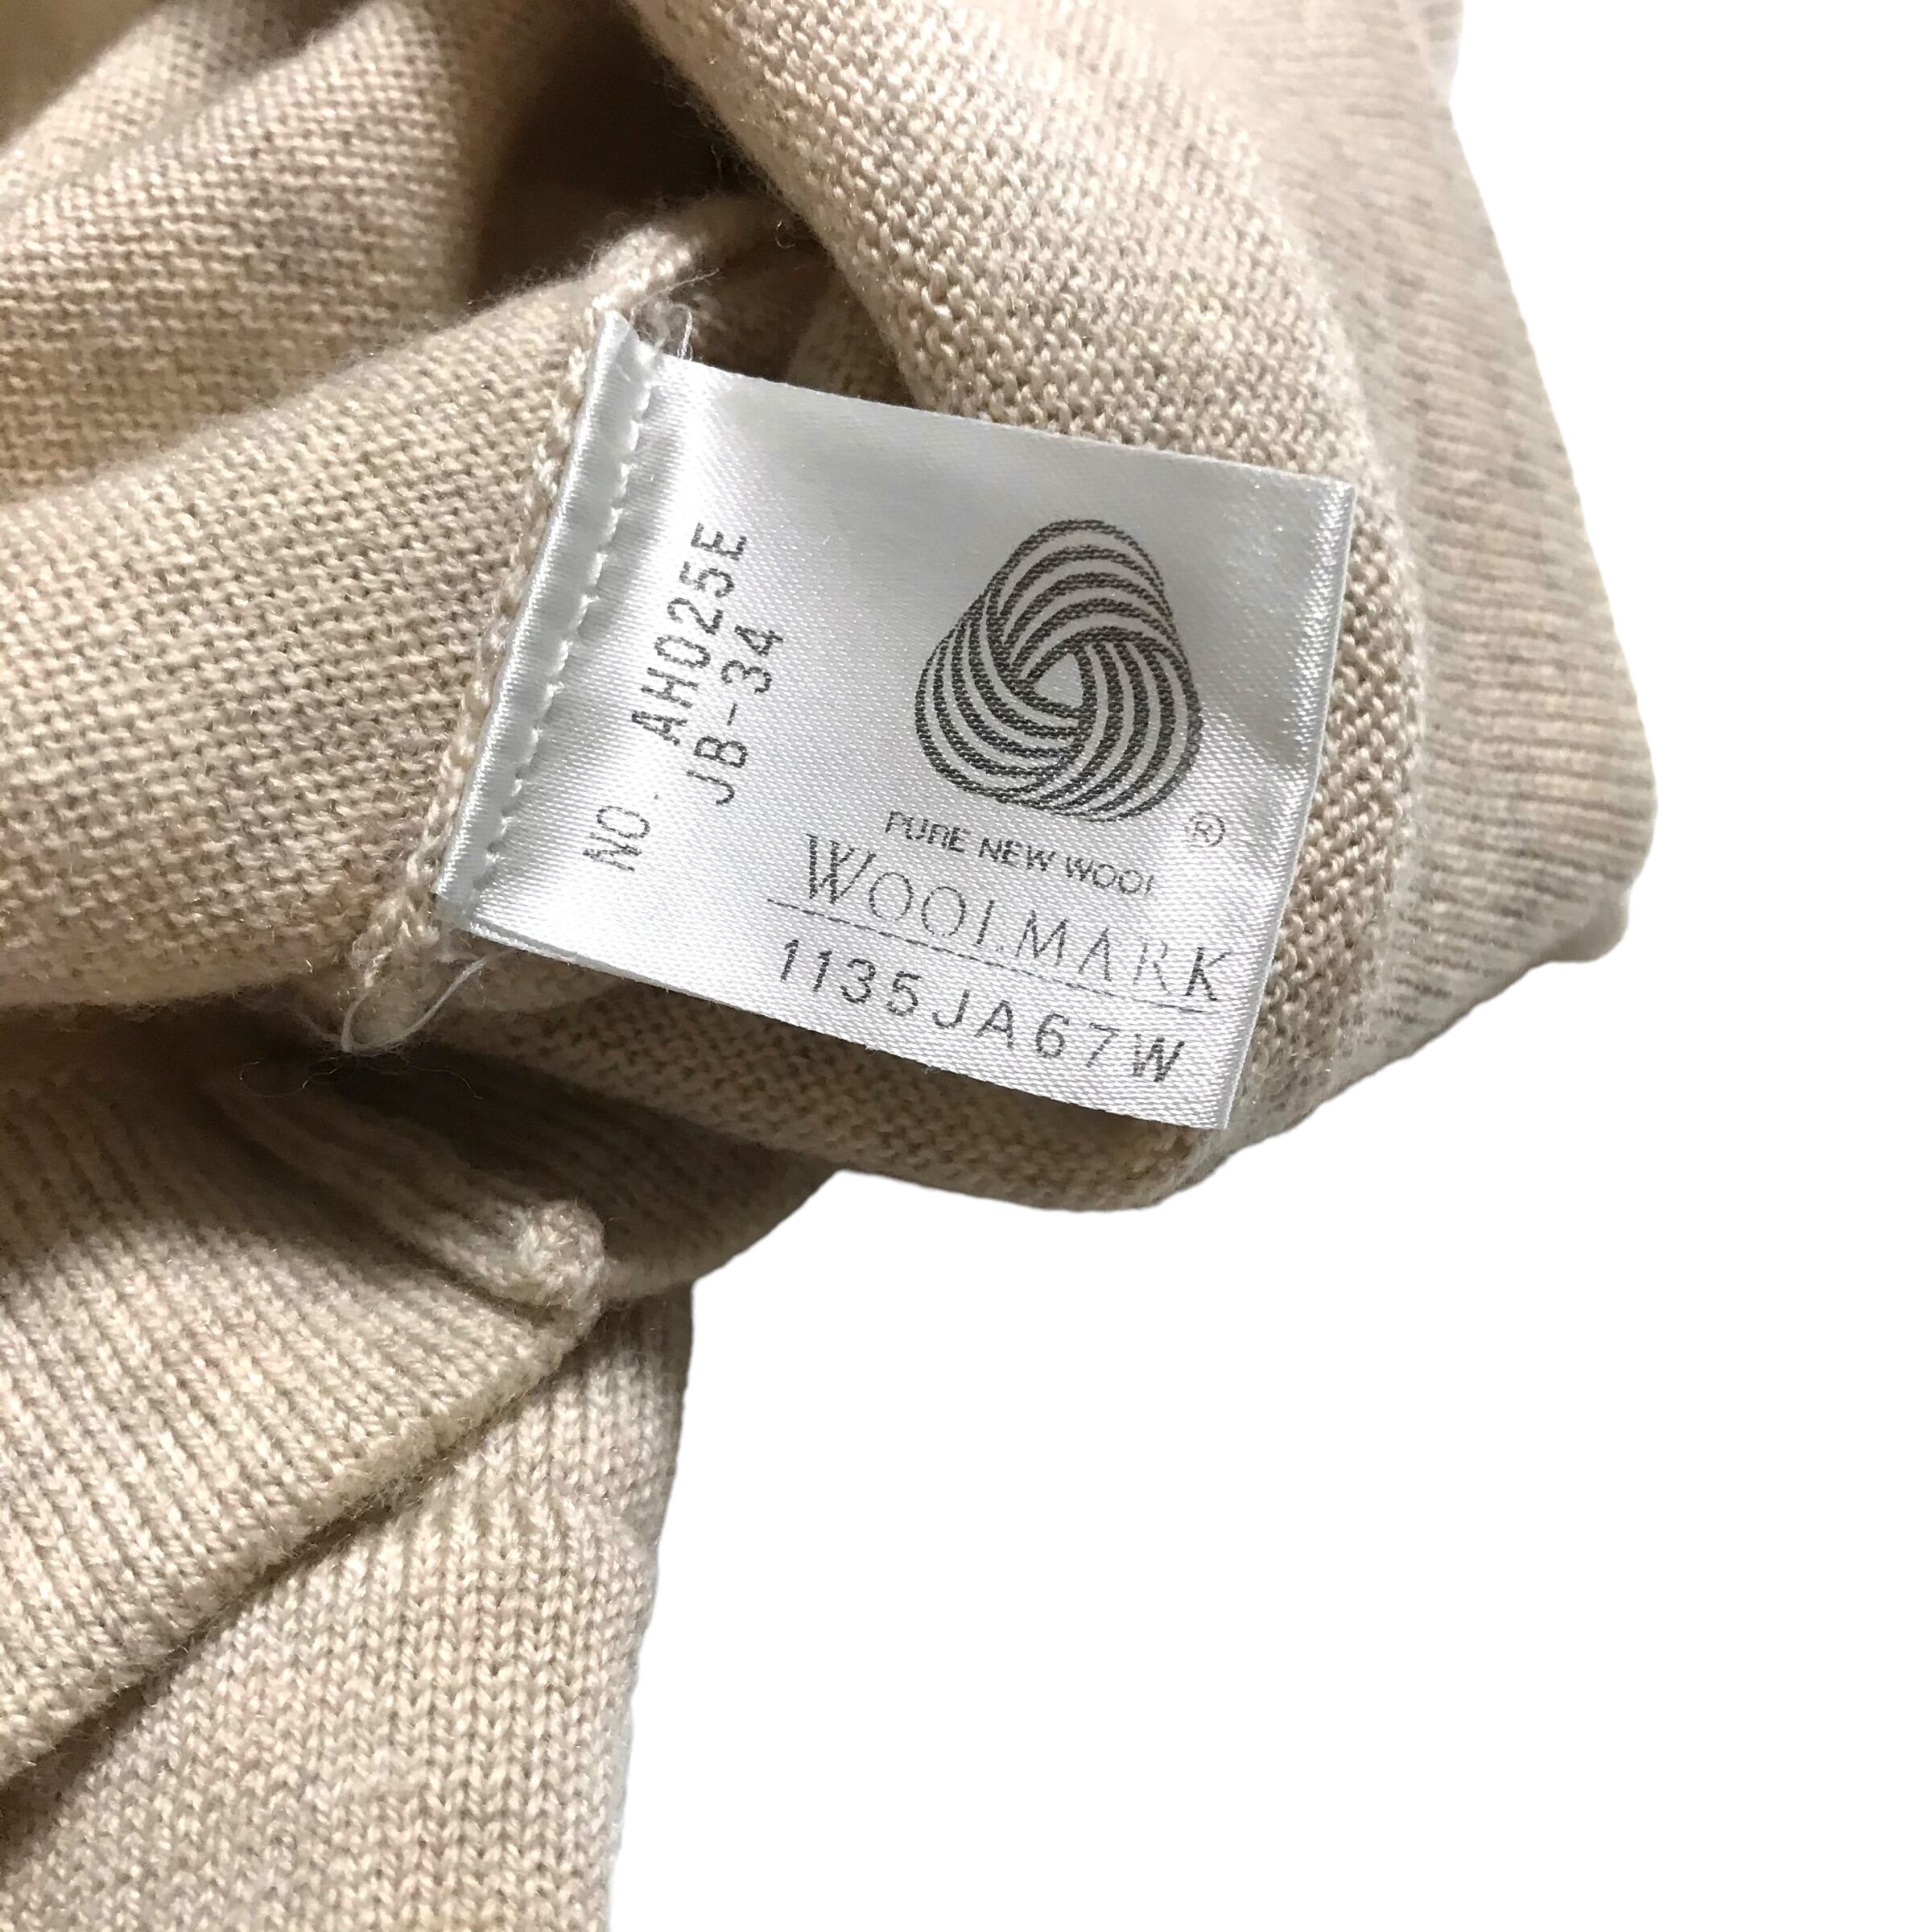 NO. AH025E
JB-34
®
PURE NEW WOOL
WOOLMARK
1135JA67W